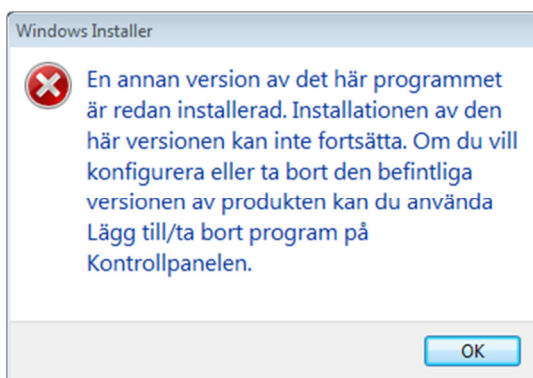 Windows Installer
En annan version av det här programmet
är redan installerad. Installationen av den
här versionen kan inte fortsätta. Om du vill
konfigurera eller ta bort den befintliga
versionen av produkten kan du använda
Lägg till/ta bort program på
Kontrollpanelen.
OK